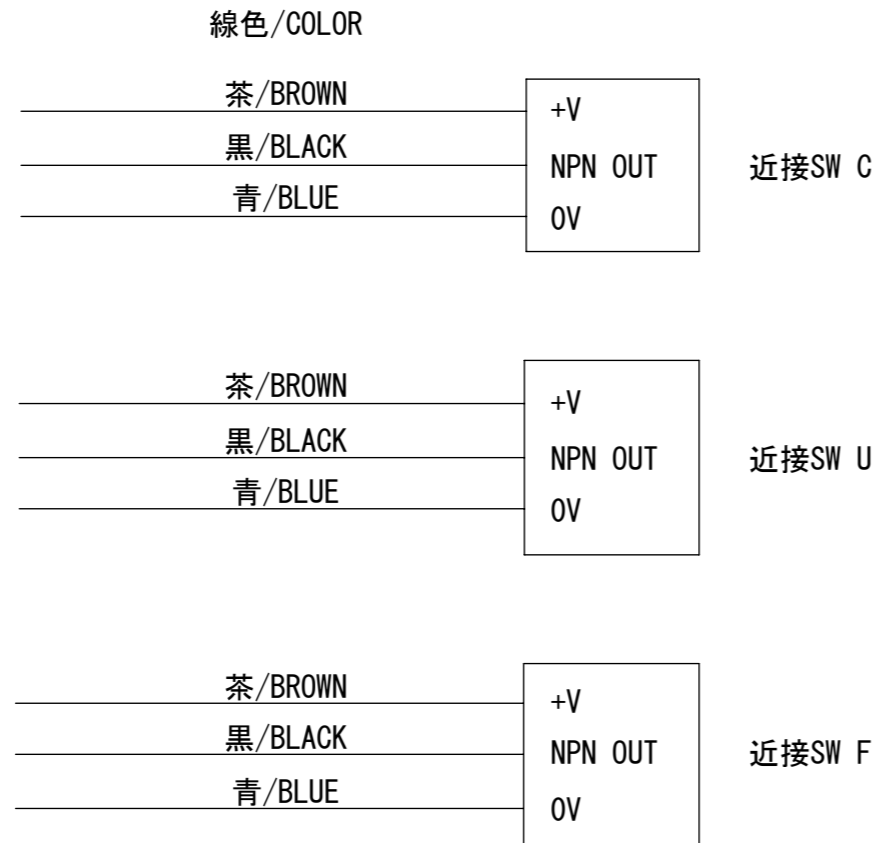 線色/COLOR
茶/BROWN
+V
黒/BLACK
NPN OUT
近接SW C
青/BLUE
0V
茶/BROWN
+V
黒/BLACK
NPN OUT
近接SW U
青/BLUE
0V
茶/BROWN
+V
黒/BLACK
NPN OUT
近接SW F
青/BLUE
0V